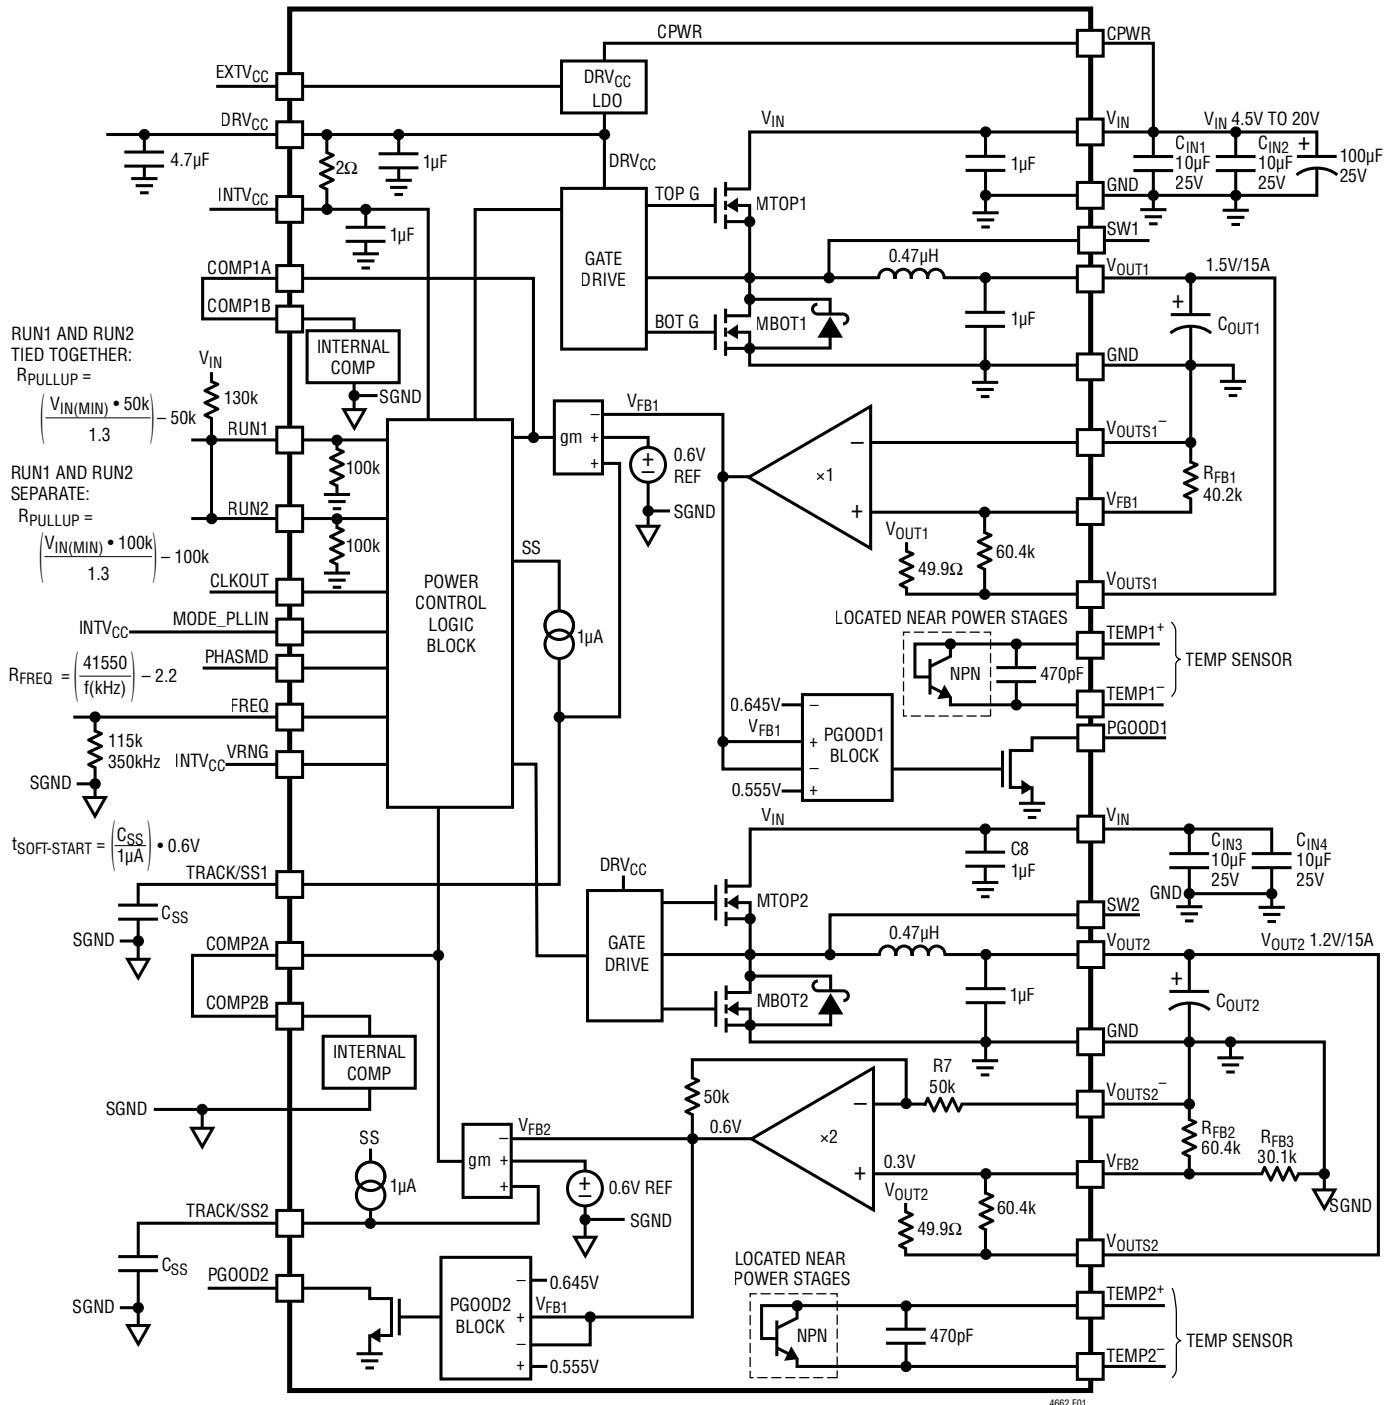 CPWR
CPWR
EXTVCC
DRVCC
LDO
DRVCC
4.7µF
2Ω
1µF
DRVCC
VIN
VIN
VIN 4.5V TO 20V
1µF
CIN1
10µF
25V
CIN2
10µF
25V
+
100µF
25V
GND
INTVCC
1µF
TOP G
MTOP1
GATE
DRIVE
SW1
COMP1A
0.47µH
VOUT1
1.5V/15A
COMP1B
BOT G
MBOT1
1µF
+
COUT1
INTERNAL
COMP
SGND
GND
RUN1 AND RUN2
TIED TOGETHER:
RPULLUP =
(VIN(MIN) • 50k / 1.3) – 50k
VIN
130k
RUN1
100k
RUN1 AND RUN2
SEPARATE:
RPULLUP =
(VIN(MIN) • 100k / 1.3) – 100k
RUN2
100k
gm
–
+
+
VFB1
0.6V
REF
SGND
×1
–
+
VOUTS1–
RFB1
40.2k
VFB1
VOUT1
49.9Ω
60.4k
VOUTS1
CLKOUT
MODE_PLLIN
INTVCC
PHASMD
RFREQ = (41550 / f(kHz)) – 2.2
FREQ
115k
350kHz
SGND
INTVCC
VRNG
POWER
CONTROL
LOGIC
BLOCK
SS
1µA
LOCATED NEAR POWER STAGES
NPN
470pF
TEMP1+
TEMP SENSOR
TEMP1–
0.645V
–
VFB1
+
–
0.555V
+
PGOOD1
BLOCK
PGOOD1
tSOFT-START = (CSS / 1µA) • 0.6V
TRACK/SS1
CSS
SGND
VIN
VIN
C8
1µF
CIN3
10µF
25V
CIN4
10µF
25V
GND
DRVCC
GATE
DRIVE
MTOP2
SW2
COMP2A
0.47µH
VOUT2
VOUT2 1.2V/15A
COMP2B
MBOT2
1µF
+
COUT2
INTERNAL
COMP
GND
SGND
50k
R7
50k
VOUTS2–
×2
–
+
0.6V
0.3V
RFB2
60.4k
RFB3
30.1k
VFB2
SGND
gm
–
+
+
VFB2
0.6V REF
SGND
SS
1µA
VOUT2
49.9Ω
60.4k
VOUTS2
TRACK/SS2
CSS
SGND
PGOOD2
PGOOD2
BLOCK
–
0.645V
VFB1
+
–
+
0.555V
LOCATED NEAR
POWER STAGES
NPN
470pF
TEMP2+
TEMP SENSOR
TEMP2–
4662 F01